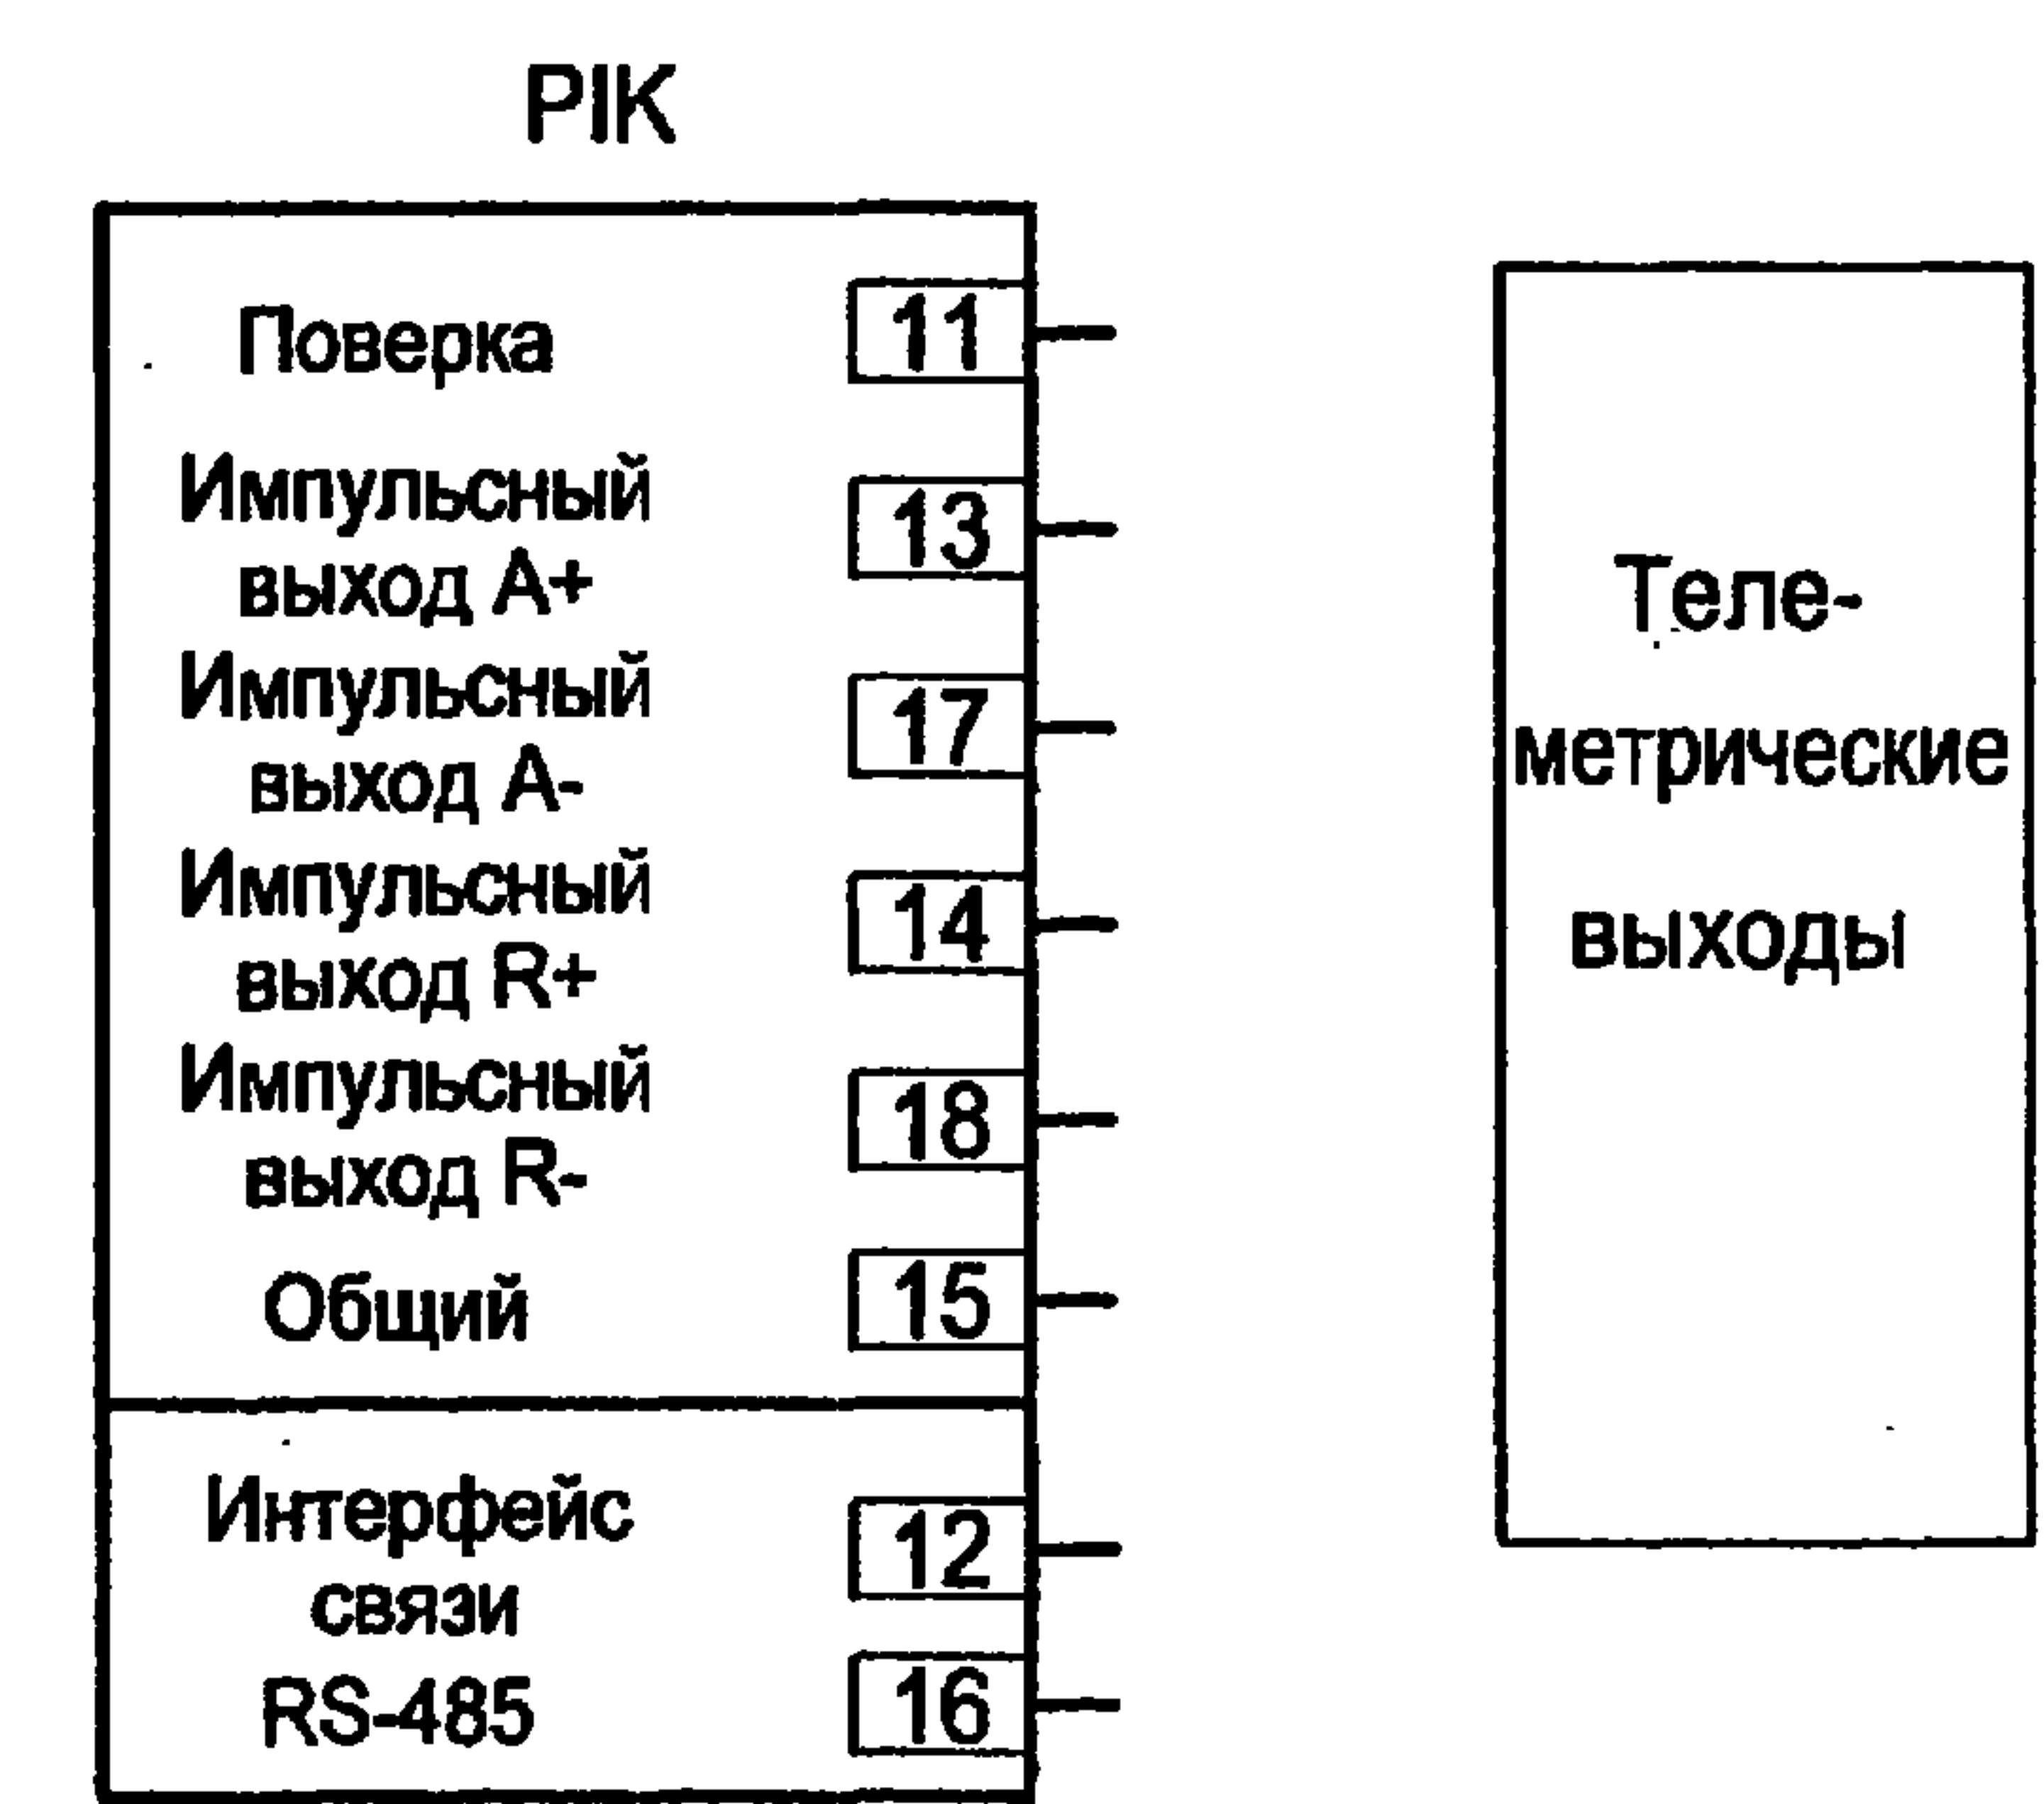 PIK
Поверка
11
Импульсный
выход A+
13
Импульсный
выход A-
17
Импульсный
выход R+
14
Импульсный
выход R-
18
Общий
15
Интерфейс
связи
RS-485
12
16
Теле-
метрические
выходы